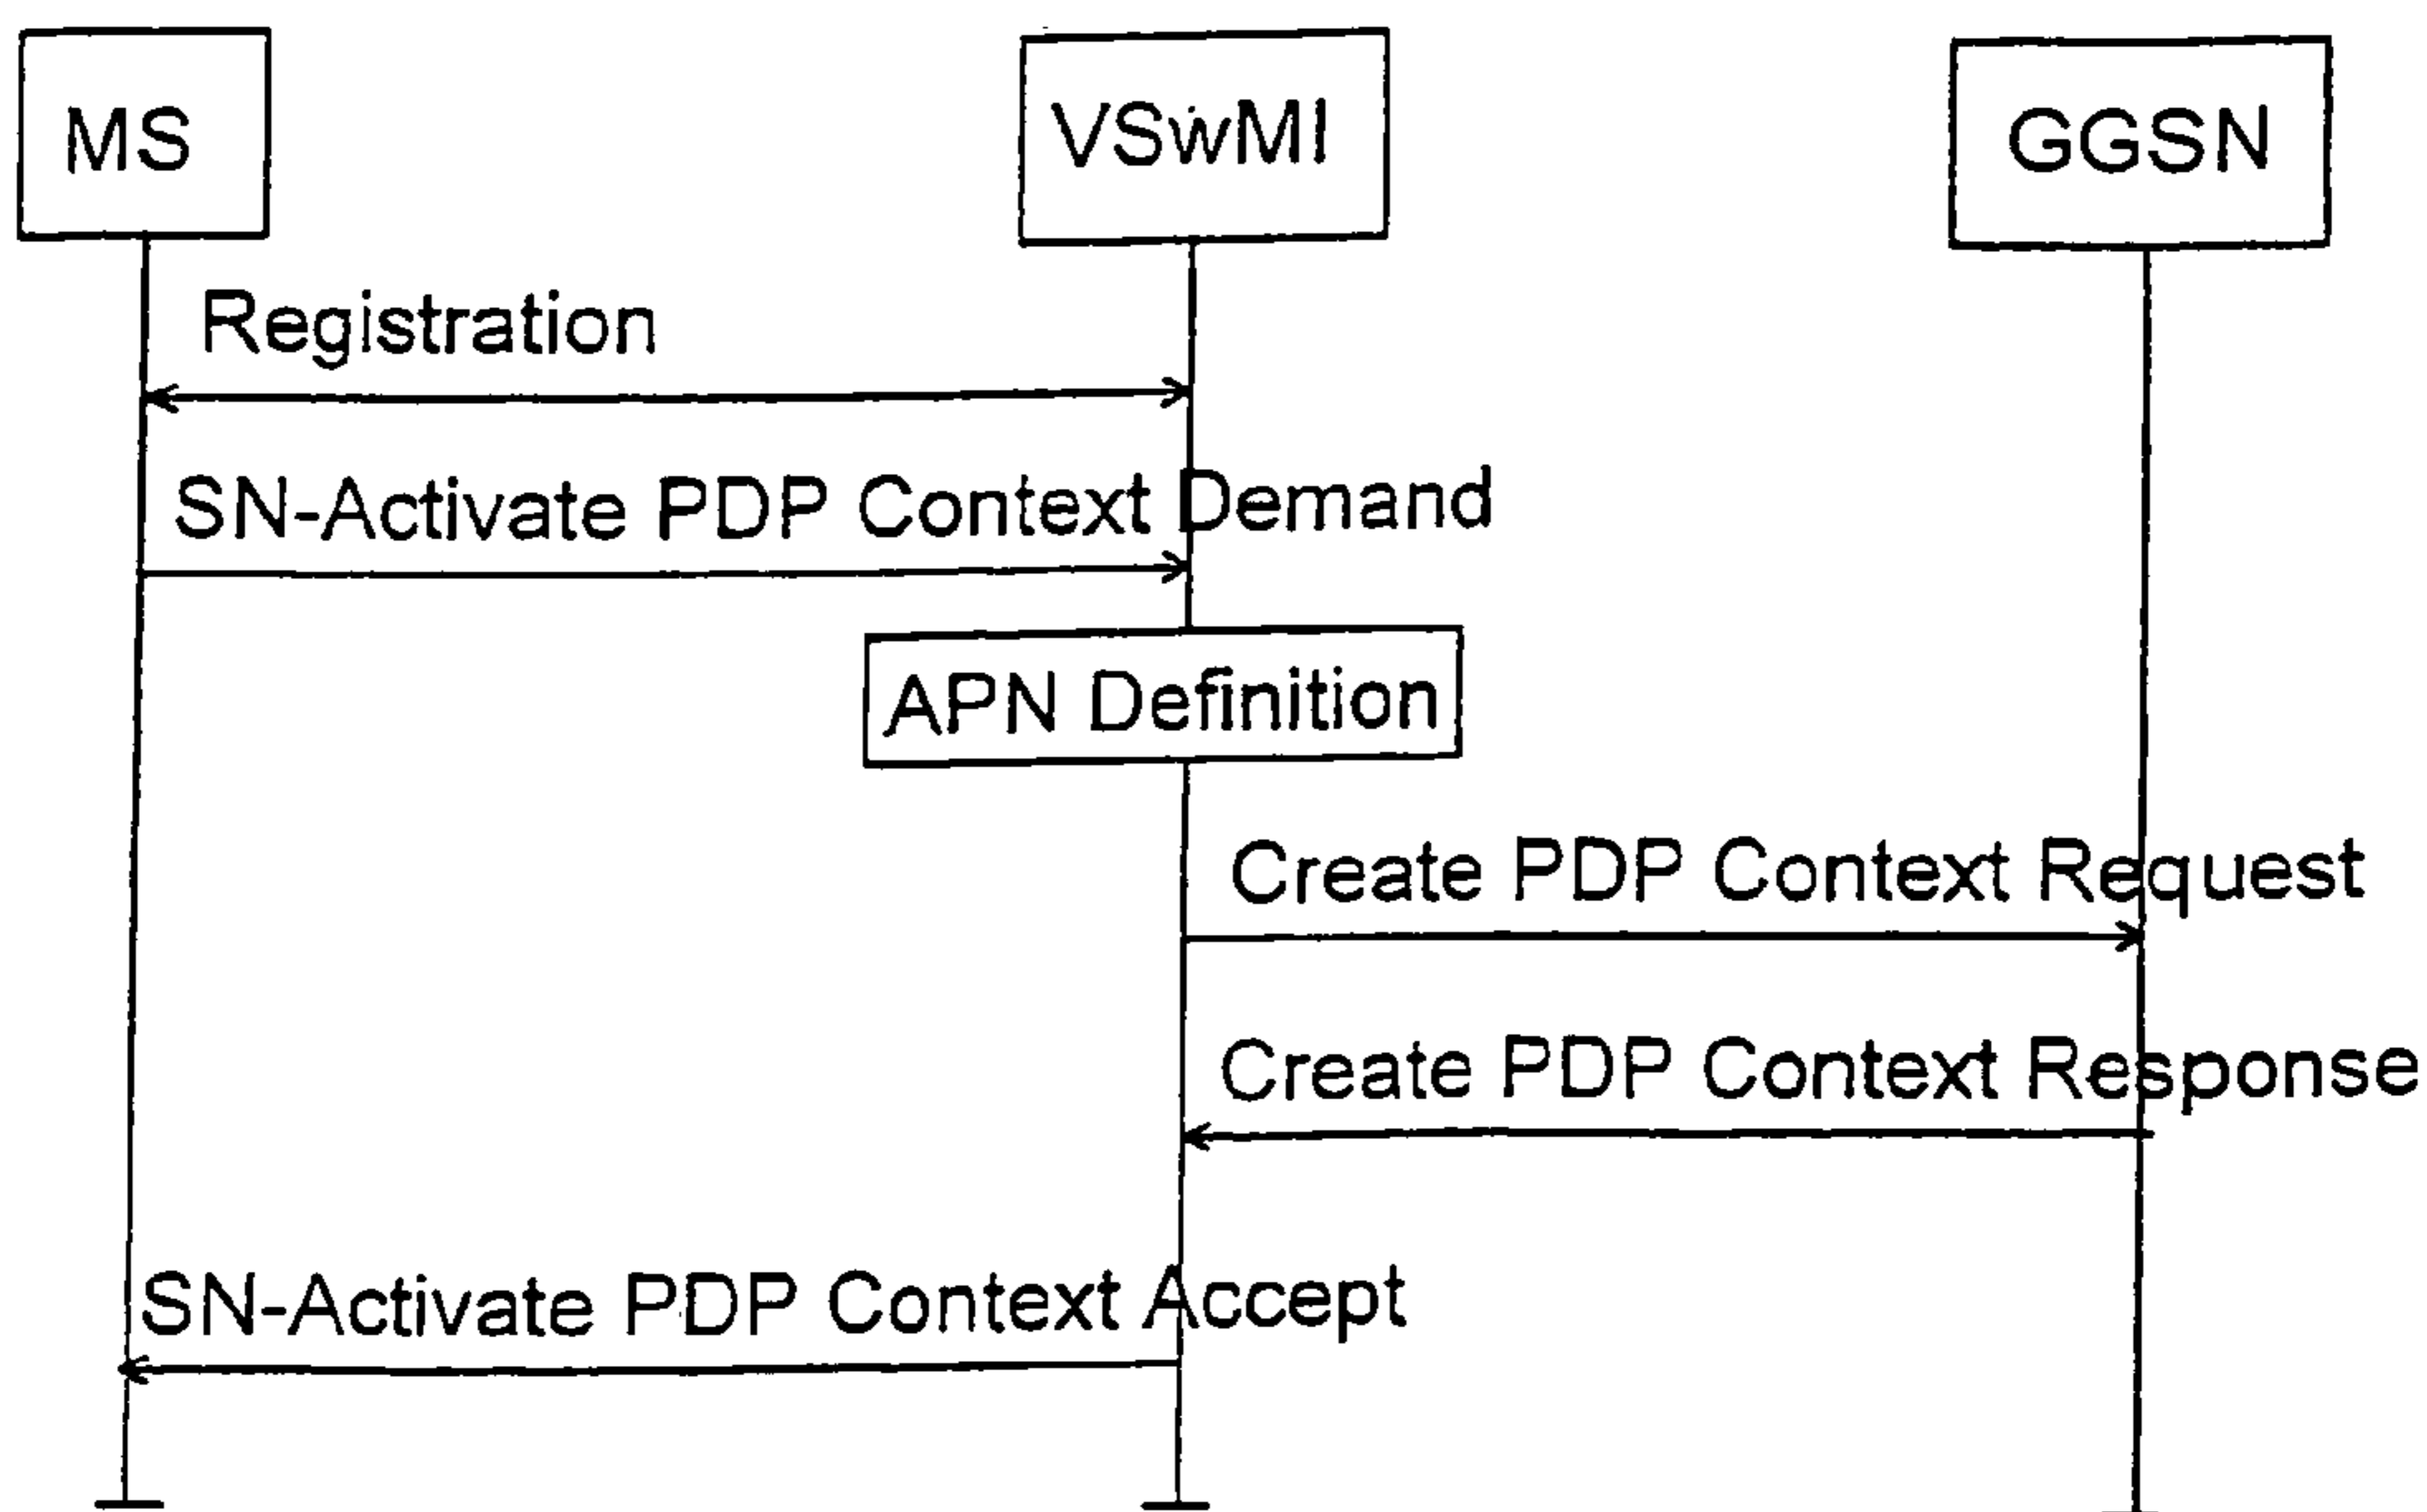 MS
VSwMI
GGSN
Registration
SN-Activate PDP Context Demand
APN Definition
Create PDP Context Request
Create PDP Context Response
SN-Activate PDP Context Accept